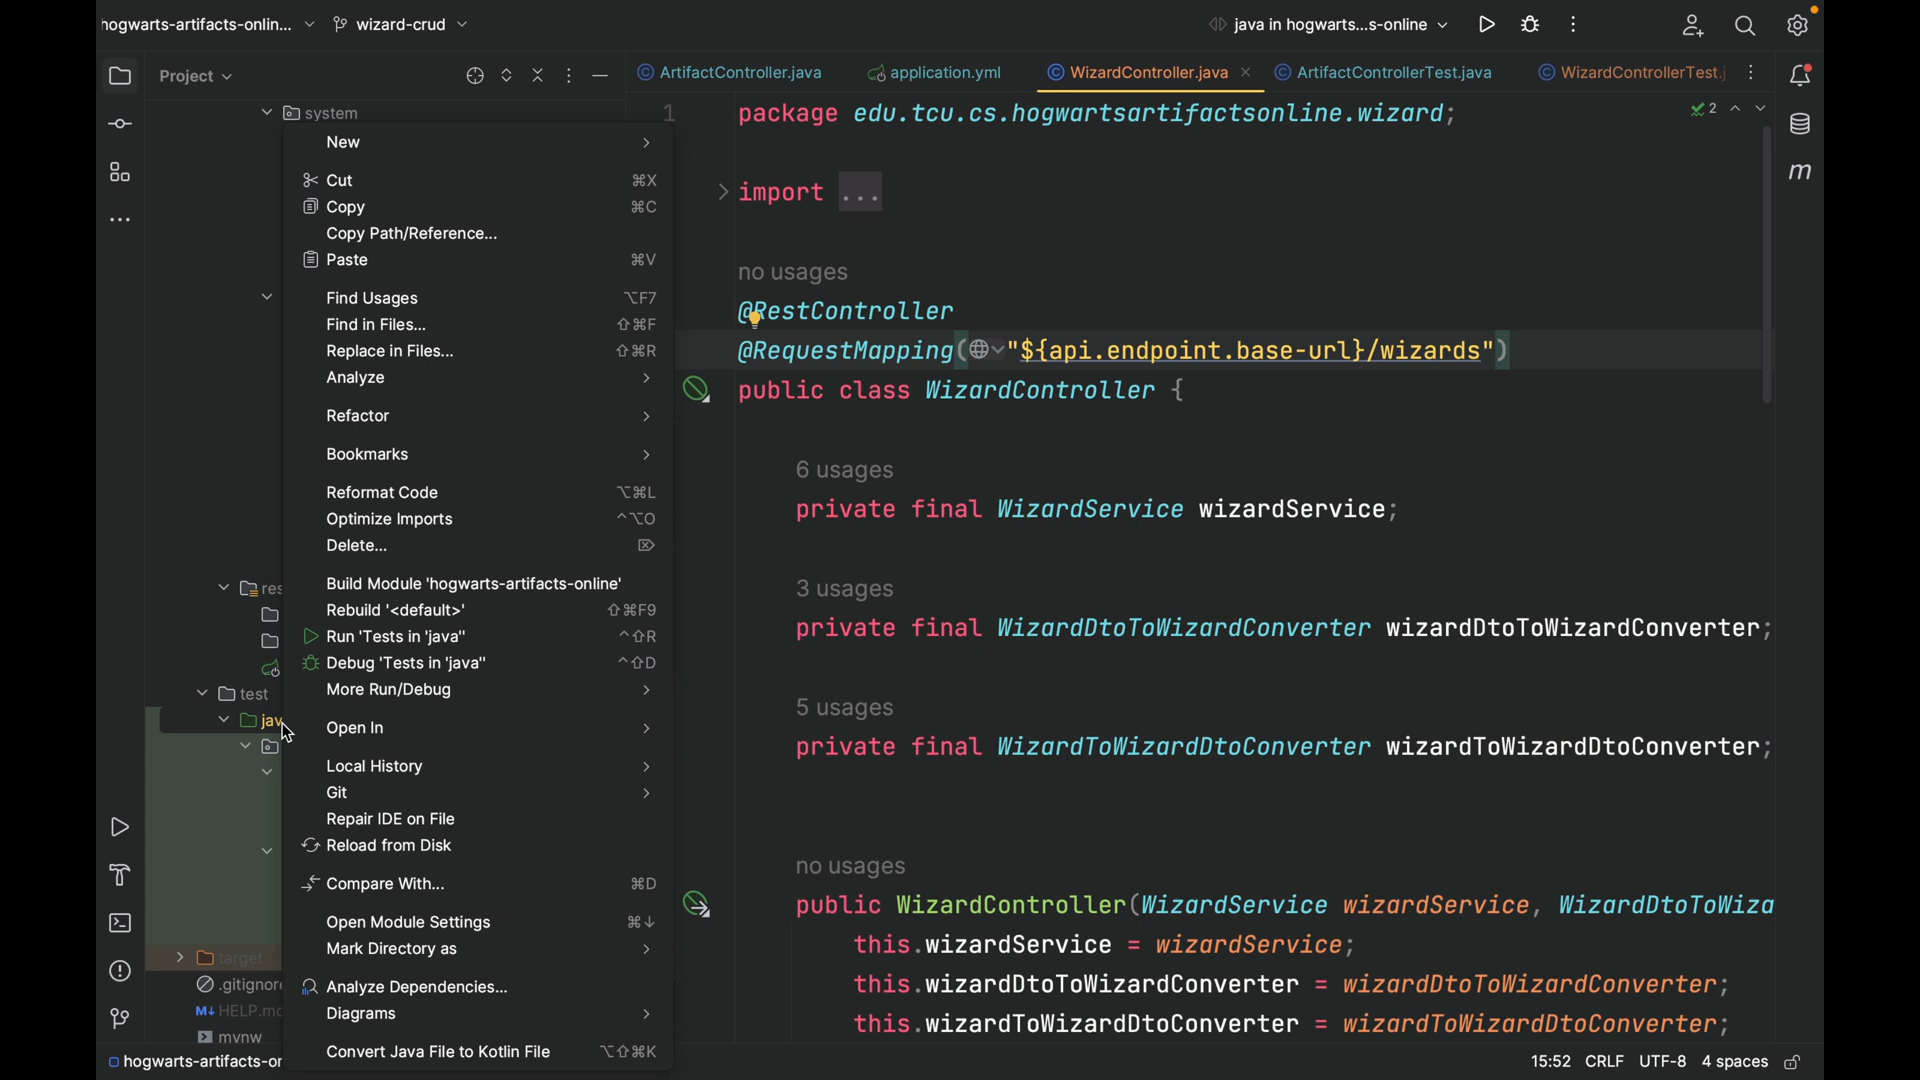 hogwarts-artifacts-onlin... wizard-crud java in hogwarts...s-online
Project
ArtifactController.java application.yml WizardController.java ArtifactControllerTest.java WizardControllerTest.j
system
New
Cut ⌘X
Copy ⌘C
Copy Path/Reference...
Paste ⌘V
Find Usages ⌥F7
Find in Files... ⇧⌘F
Replace in Files... ⇧⌘R
Analyze
Refactor
Bookmarks
Reformat Code ⌥⌘L
Optimize Imports ^⌥O
Delete... ⌦
Build Module 'hogwarts-artifacts-online'
Rebuild '<default>' ⇧⌘F9
Run 'Tests in 'java'' ^⇧R
Debug 'Tests in 'java'' ^⇧D
More Run/Debug
Open In
Local History
Git
Repair IDE on File
Reload from Disk
Compare With... ⌘D
Open Module Settings ⌘↓
Mark Directory as
Analyze Dependencies...
Diagrams
Convert Java File to Kotlin File ⌥⇧⌘K
res
test
jav
target
.gitignore
M↓ HELP.mc
mvnw
1 package edu.tcu.cs.hogwartsartifactsonline.wizard;
2
import ...
no usages
@RestController
@RequestMapping("${api.endpoint.base-url}/wizards")
public class WizardController {
6 usages
private final WizardService wizardService;
3 usages
private final WizardDtoToWizardConverter wizardDtoToWizardConverter;
5 usages
private final WizardToWizardDtoConverter wizardToWizardDtoConverter;
no usages
public WizardController(WizardService wizardService, WizardDtoToWiza
this.wizardService = wizardService;
this.wizardDtoToWizardConverter = wizardDtoToWizardConverter;
this.wizardToWizardDtoConverter = wizardToWizardDtoConverter;
m
hogwarts-artifacts-or 15:52 CRLF UTF-8 4 spaces